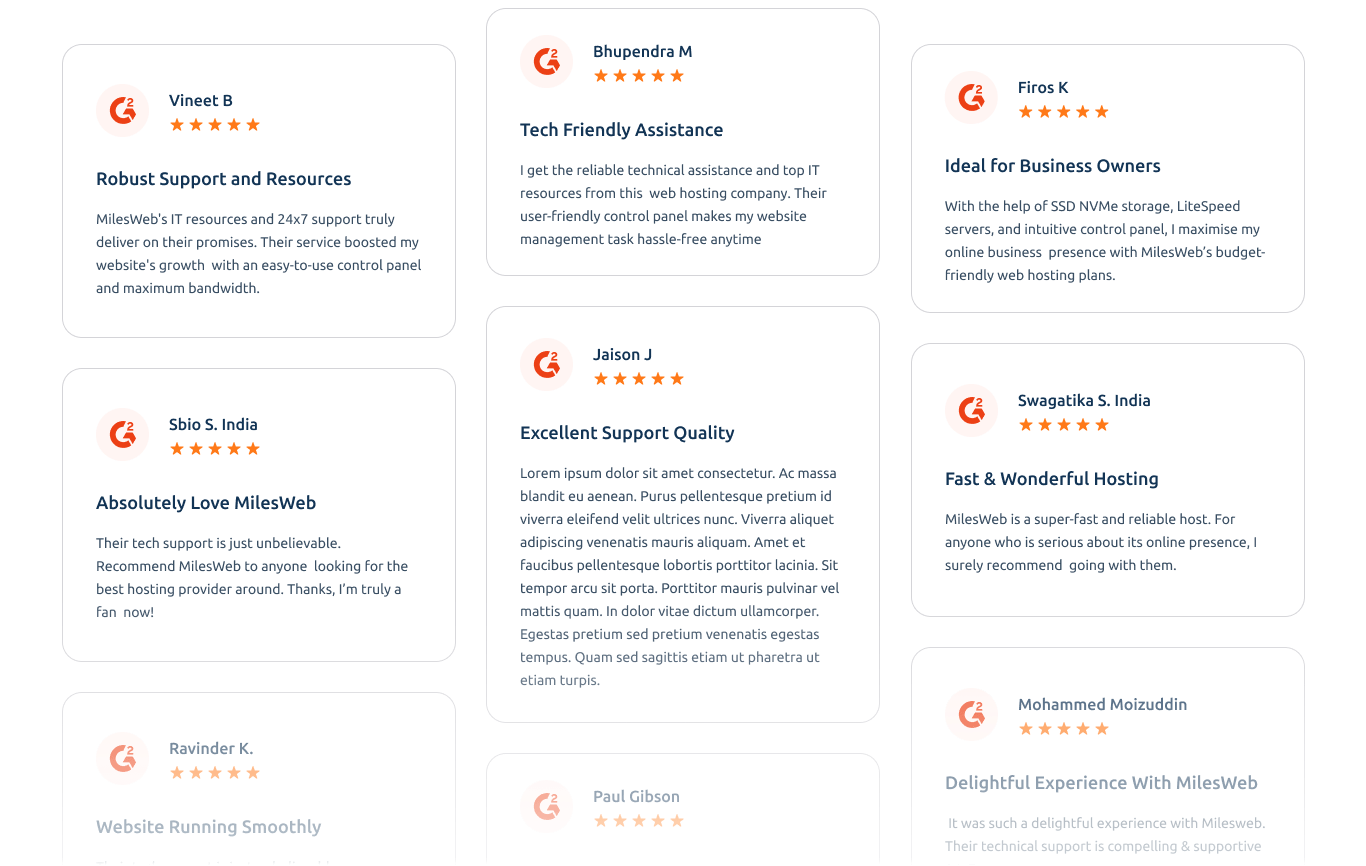 Vineet B
Robust Support and Resources
MilesWeb's IT resources and 24x7 support truly
deliver on their promises. Their service boosted my
website's growth  with an easy-to-use control panel
and maximum bandwidth.
Sbio S. India
Absolutely Love MilesWeb
Their tech support is just unbelievable.
Recommend MilesWeb to anyone  looking for the
best hosting provider around. Thanks, I’m truly a
fan  now!
Ravinder K.
Website Running Smoothly
Bhupendra M
Tech Friendly Assistance
I get the reliable technical assistance and top IT
resources from this  web hosting company. Their
user-friendly control panel makes my website
management task hassle-free anytime
Jaison J
Excellent Support Quality
Lorem ipsum dolor sit amet consectetur. Ac massa
blandit eu aenean. Purus pellentesque pretium id
viverra eleifend velit ultrices nunc. Viverra aliquet
adipiscing venenatis mauris aliquam. Amet et
faucibus pellentesque lobortis porttitor lacinia. Sit
tempor arcu sit porta. Porttitor mauris pulvinar vel
mattis quam. In dolor vitae dictum ullamcorper.
Egestas pretium sed pretium venenatis egestas
tempus. Quam sed sagittis etiam ut pharetra ut
etiam turpis.
Paul Gibson
Firos K
Ideal for Business Owners
With the help of SSD NVMe storage, LiteSpeed
servers, and intuitive control panel, I maximise my
online business  presence with MilesWeb’s budget-
friendly web hosting plans.
Swagatika S. India
Fast & Wonderful Hosting
MilesWeb is a super-fast and reliable host. For
anyone who is serious about its online presence, I
surely recommend  going with them.
Mohammed Moizuddin
Delightful Experience With MilesWeb
It was such a delightful experience with Milesweb.
Their technical support is compelling & supportive